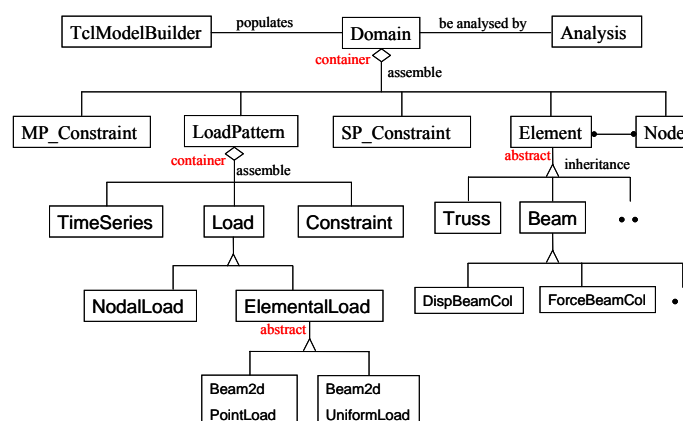 TclModelBuilder
populates
Domain
be analysed by
Analysis
container
assemble
MP_Constraint
LoadPattern
SP_Constraint
Element
Node
container
assemble
abstract
inheritance
TimeSeries
Load
Constraint
Truss
Beam
NodalLoad
ElementalLoad
DispBeamCol
ForceBeamCol
abstract
Beam2d
PointLoad
Beam2d
UniformLoad